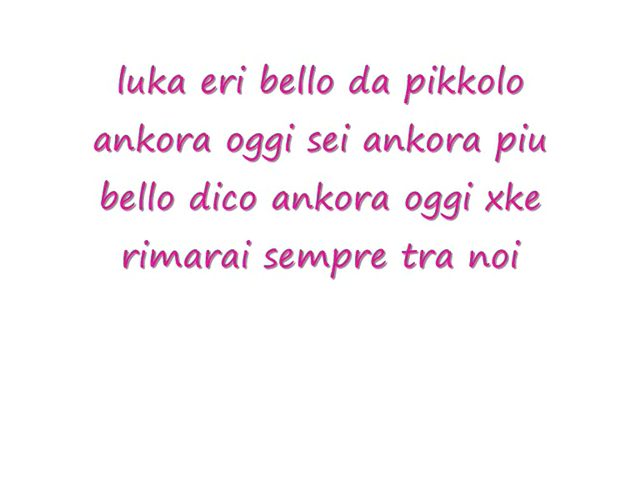 luka eri bello da pikkolo
ankora oggi sei ankora piu
bello dico ankora oggi xke
rimarai sempre tra noi